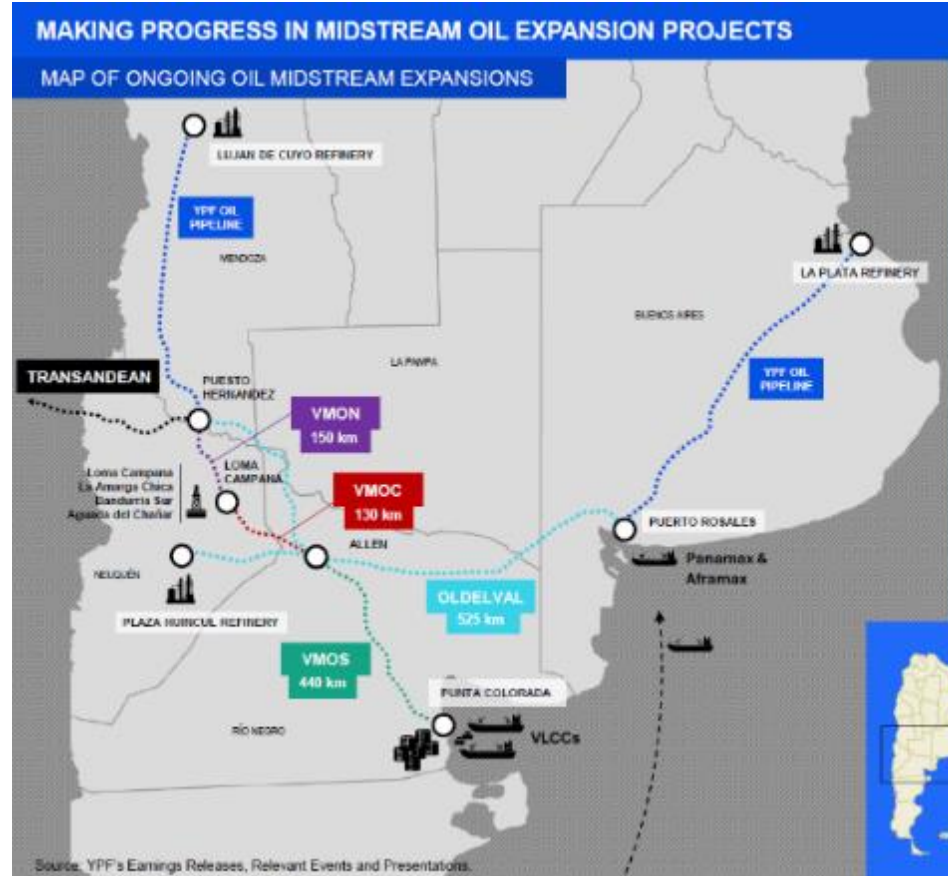 MAKING PROGRESS IN MIDSTREAM OIL EXPANSION PROJECTS
MAP OF ONGOING OIL MIDSTREAM EXPANSIONS
LUJAN DE CUYO REFINERY
YPF OIL
PIPELINE
MENDOZA
LA PLATA REFINERY
BUENOS AIRES
LA PAMPA
TRANSANDEAN
PUESTO
HERNANDEZ
YPF OIL
PIPELINE
VMON
150 km
Loma Campana
La Amarga Chica
Bandurria Sur
Aguada del Chañar
LOMA
CAMPANA
VMOC
130 km
PUERTO ROSALES
ALLEN
Panamax &
Aframax
NEUQUÉN
OLDELVAL
525 km
PLAZA HUINCUL REFINERY
VMOS
440 km
PUNTA COLORADA
RÍO NEGRO
VLCCs
Source: YPF's Earnings Releases, Relevant Events and Presentations.